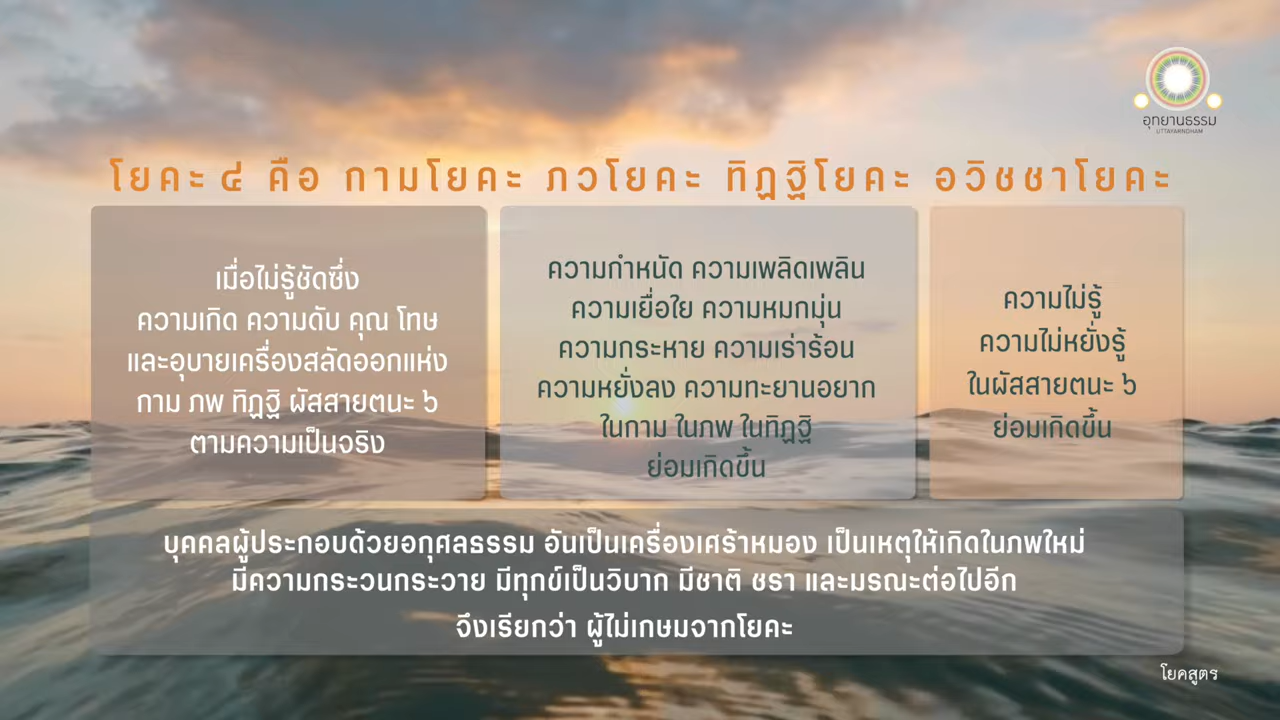 อุทยานธรรม
UTTAYANNDHAM
โยคะ ๔ คือ กามโยคะ ภวโยคะ ทิฏฐิโยคะ อวิชชาโยคะ
เมื่อไม่รู้ชัดซึ่ง
ความเกิด ความดับ คุณ โทษ
และอุบายเครื่องสลัดออกแห่ง
กาม ภพ ทิฏฐิ ผัสสายตนะ ๖
ตามความเป็นจริง
ความกำหนัด ความเพลิดเพลิน
ความเยื่อใย ความหมกมุ่น
ความกระหาย ความเร่าร้อน
ความหยั่งลง ความทะยานอยาก
ในกาม ในภพ ในทิฏฐิ
ย่อมเกิดขึ้น
ความไม่รู้
ความไม่หยั่งรู้
ในผัสสายตนะ ๖
ย่อมเกิดขึ้น
บุคคลผู้ประกอบด้วยอกุศลธรรม อันเป็นเครื่องเศร้าหมอง เป็นเหตุให้เกิดในภพใหม่
มีความกระวนกระวาย มีทุกข์เป็นวิบาก มีชาติ ชรา และมรณะต่อไปอีก
จึงเรียกว่า ผู้ไม่เกษมจากโยคะ
โยคสูตร